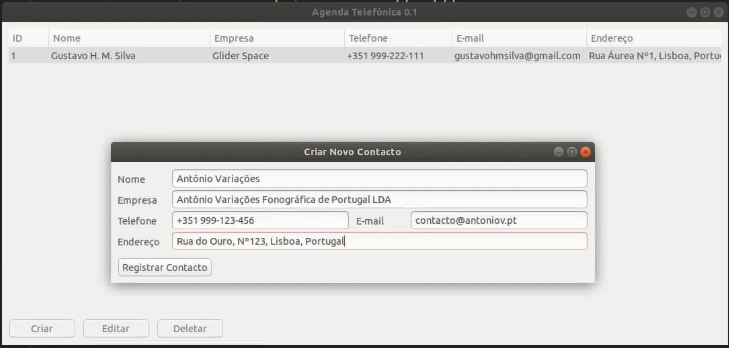 Agenda Telefônica 0.1
ID Nome Empresa Telefone E-mail Endereço
1 Gustavo H. M. Silva Glider Space +351 999-222-111 gustavohmsilva@gmail.com Rua Áurea Nº1, Lisboa, Portu
Criar Novo Contacto
Nome Antônio Variações
Empresa Antônio Variações Fonográfica de Portugal LDA
Telefone +351 999-123-456 E-mail contacto@antoniov.pt
Endereço Rua do Ouro, Nº123, Lisboa, Portugal
Registrar Contacto
Criar Editar Deletar